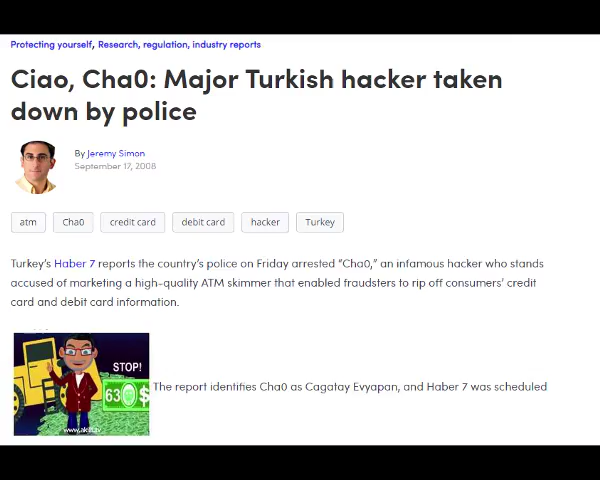 Protecting yourself, Research, regulation, industry reports
Ciao, Cha0: Major Turkish hacker taken
down by police
By Jeremy Simon
September 17, 2008
atm Cha0 credit card debit card hacker Turkey
Turkey's Haber 7 reports the country's police on Friday arrested "Cha0," an infamous hacker who stands
accused of marketing a high-quality ATM skimmer that enabled fraudsters to rip off consumers' credit
card and debit card information.
STOP!
63 $
The report identifies Cha0 as Cagatay Evyapan, and Haber 7 was scheduled